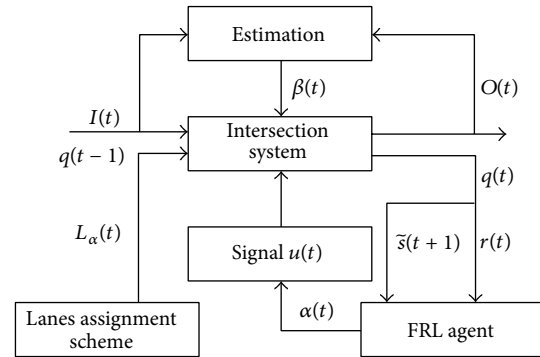 Estimation
β(t)
O(t)
I(t)
q(t − 1)
Intersection
system
q(t)
L_α(t)
Signal u(t)
s̃(t + 1)
r(t)
α(t)
Lanes assignment
scheme
FRL agent